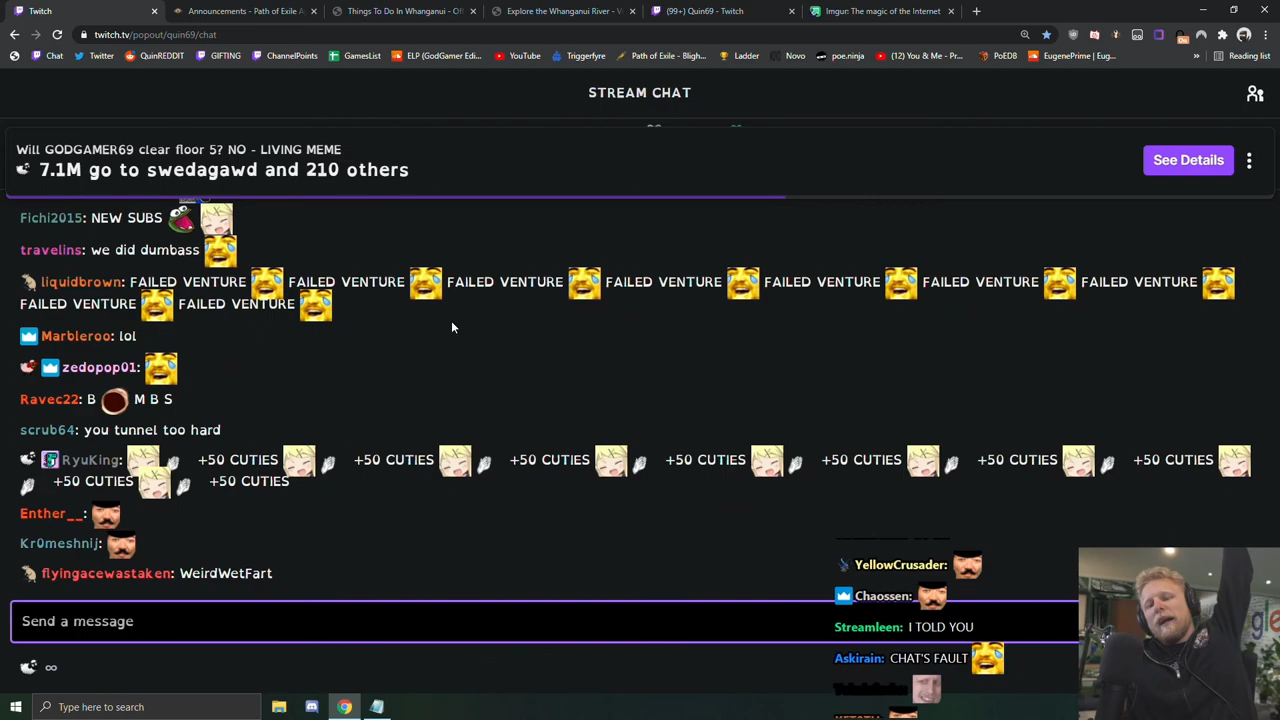 Twitch
Announcements - Path of Exile
Things To Do In Whanganui - Of
Explore the Whanganui River - V
(99+) Quin69 - Twitch
Imgur: The magic of the Internet
twitch.tv/popout/quin69/chat
Chat
Twitter
QuinREDDIT
GIFTING
ChannelPoints
GamesList
ELP (GodGamer Edi...
YouTube
Triggerfyre
Path of Exile - Bligh...
Ladder
Novo
poe.ninja
(12) You & Me - Pr...
PoEDB
EugenePrime | Eug...
Reading list
STREAM CHAT
Will GODGAMER69 clear floor 5? NO - LIVING MEME
7.1M go to swedagawd and 210 others
See Details
Fichi2015: NEW SUBS
travelins: we did dumbass
liquidbrown: FAILED VENTURE FAILED VENTURE FAILED VENTURE FAILED VENTURE FAILED VENTURE FAILED VENTURE FAILED VENTURE
FAILED VENTURE FAILED VENTURE
Marbleroo: lol
zedopop01:
Ravec22: B M B S
scrub64: you tunnel too hard
RyuKing: +50 CUTIES +50 CUTIES +50 CUTIES +50 CUTIES +50 CUTIES +50 CUTIES +50 CUTIES
+50 CUTIES +50 CUTIES
Enther__:
Kr0meshnij:
flyingacewastaken: WeirdWetFart
Send a message
∞
YellowCrusader:
Chaossen:
Streamleen: I TOLD YOU
Askirain: CHAT'S FAULT
Type here to search